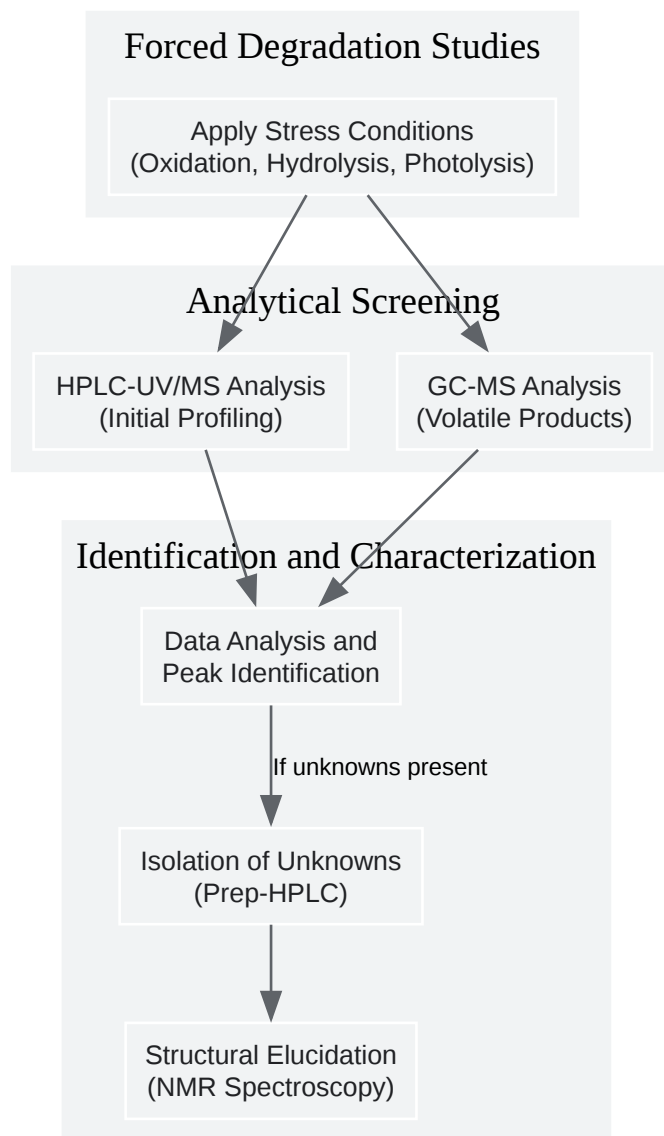 Forced Degradation Studies
Apply Stress Conditions
(Oxidation, Hydrolysis, Photolysis)
Analytical Screening
HPLC-UV/MS Analysis
(Initial Profiling)
GC-MS Analysis
(Volatile Products)
Identification and Characterization
Data Analysis and
Peak Identification
If unknowns present
Isolation of Unknowns
(Prep-HPLC)
Structural Elucidation
(NMR Spectroscopy)